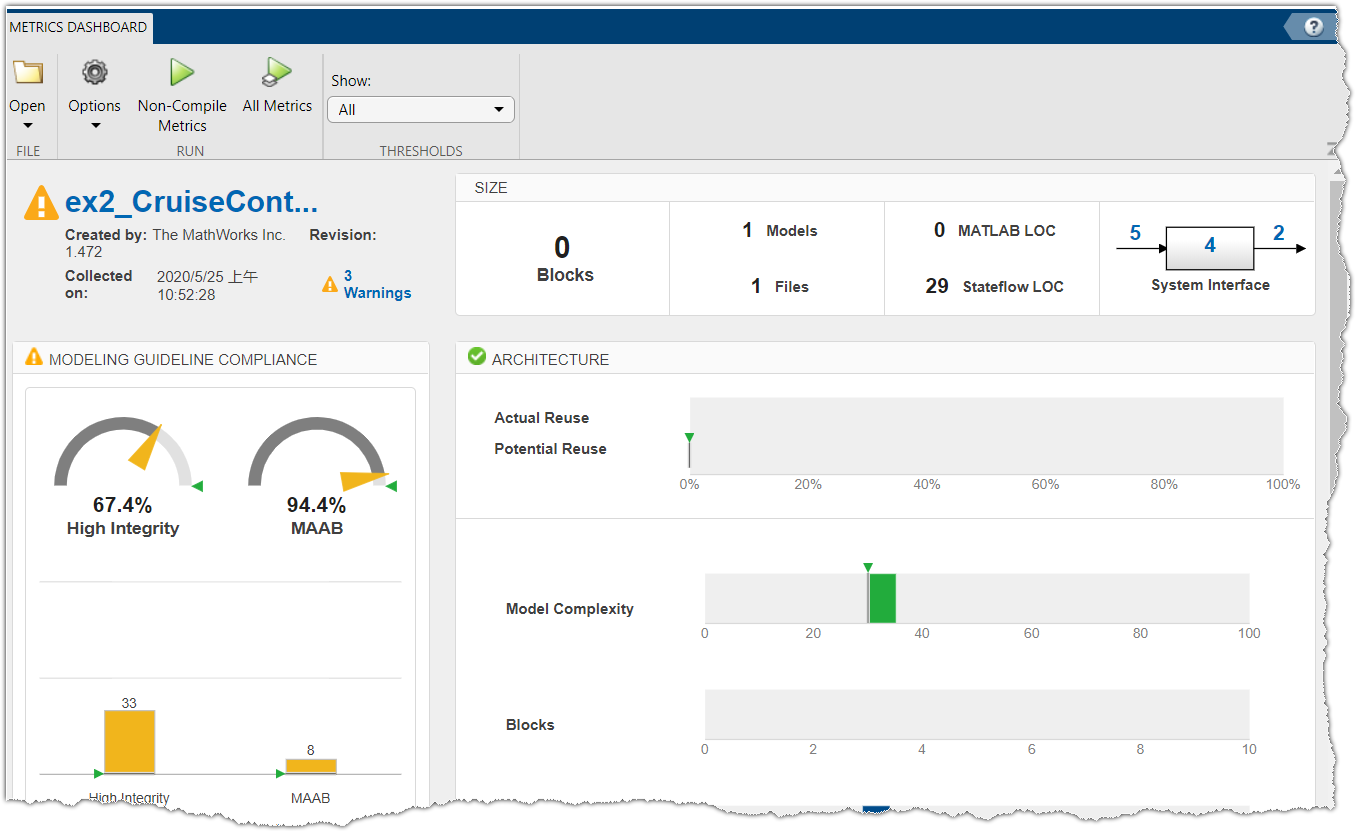 METRICS DASHBOARD
?
Open
Options
Non-Compile
Metrics
All Metrics
Show:
All
FILE
RUN
THRESHOLDS
ex2_CruiseCont...
Created by: The MathWorks Inc. Revision:
1.472
Collected
on:
2020/5/25 上午
10:52:28
3
Warnings
SIZE
0
Blocks
1 Models
1 Files
0 MATLAB LOC
29 Stateflow LOC
5
4
2
System Interface
MODELING GUIDELINE COMPLIANCE
67.4%
High Integrity
94.4%
MAAB
33
8
High Integrity
MAAB
ARCHITECTURE
Actual Reuse
Potential Reuse
0% 20% 40% 60% 80% 100%
Model Complexity
0 20 40 60 80 100
Blocks
0 2 4 6 8 10